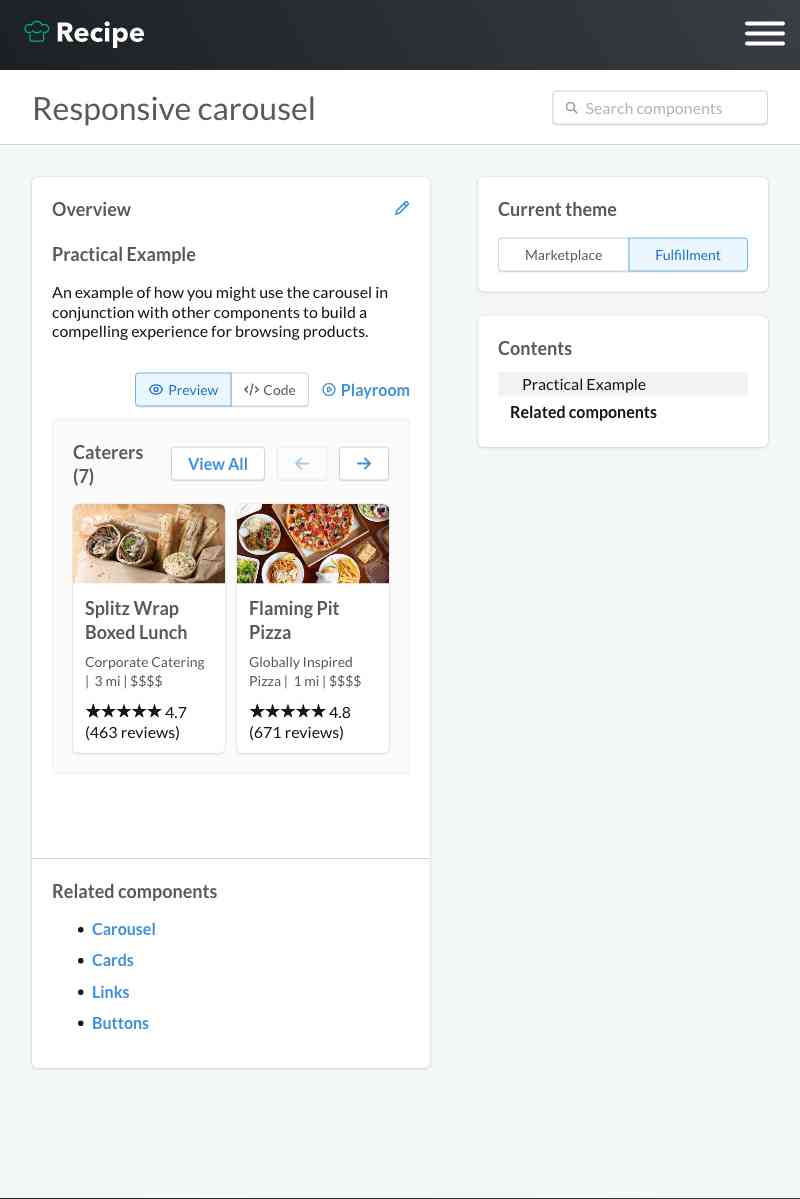 Recipe
Responsive carousel
Search components
Overview
Practical Example
An example of how you might use the carousel in
conjunction with other components to build a
compelling experience for browsing products.
Preview
</> Code
Playroom
Caterers
(7)
View All
Splitz Wrap
Boxed Lunch
Corporate Catering
| 3 mi | $$$$
★★★★★ 4.7
(463 reviews)
Flaming Pit
Pizza
Globally Inspired
Pizza | 1 mi | $$$$
★★★★★ 4.8
(671 reviews)
Related components
• Carousel
• Cards
• Links
• Buttons
Current theme
Marketplace
Fulfillment
Contents
Practical Example
Related components